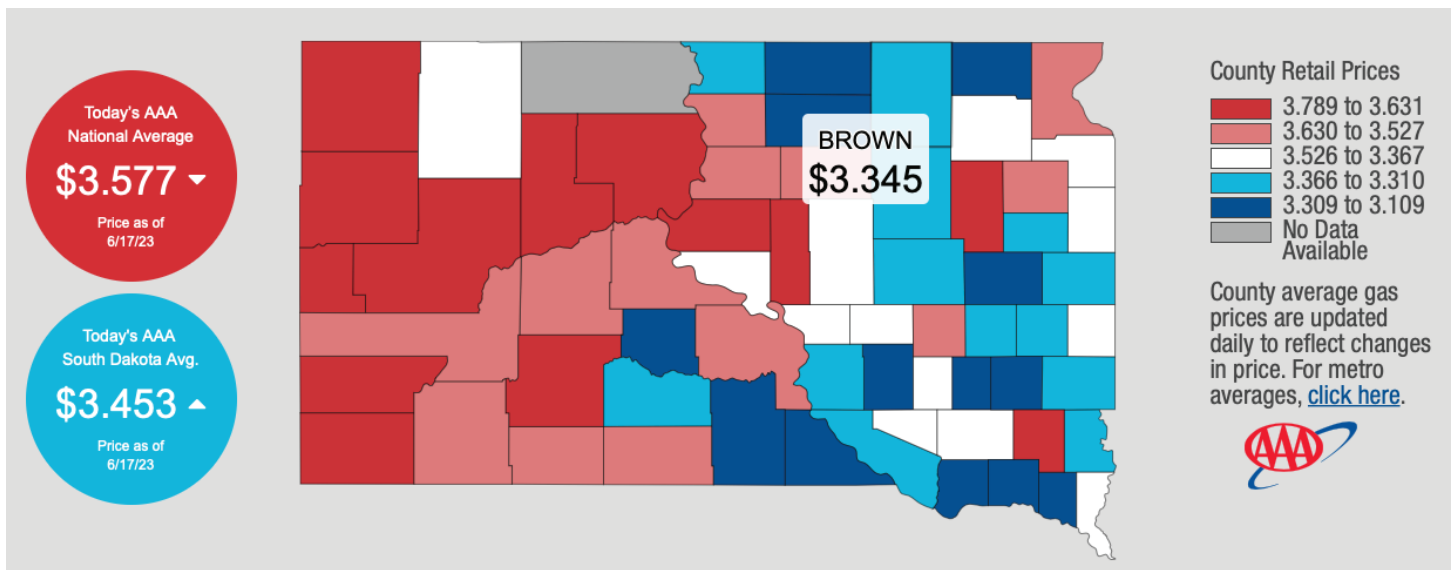 Today's AAA
National Average
$3.577
Price as of
6/17/23
Today's AAA
South Dakota Avg.
$3.453
Price as of
6/17/23
BROWN
$3.345
County Retail Prices
3.789 to 3.631
3.630 to 3.527
3.526 to 3.367
3.366 to 3.310
3.309 to 3.109
No Data
Available
County average gas
prices are updated
daily to reflect changes
in price. For metro
averages, click here.
AAA